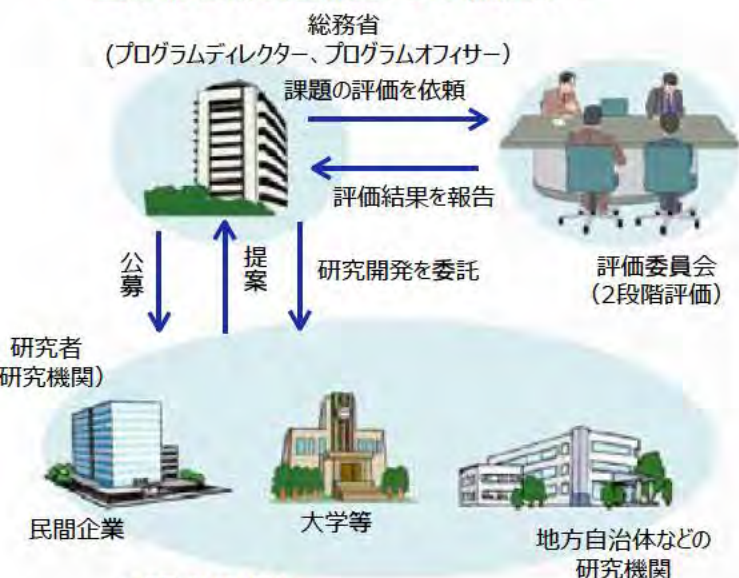 総務省
(プログラムディレクター、プログラムオフィサー)
課題の評価を依頼
評価結果を報告
公募
提案
研究開発を委託
評価委員会
(2段階評価)
研究者
研究機関)
民間企業
大学等
地方自治体などの
研究機関